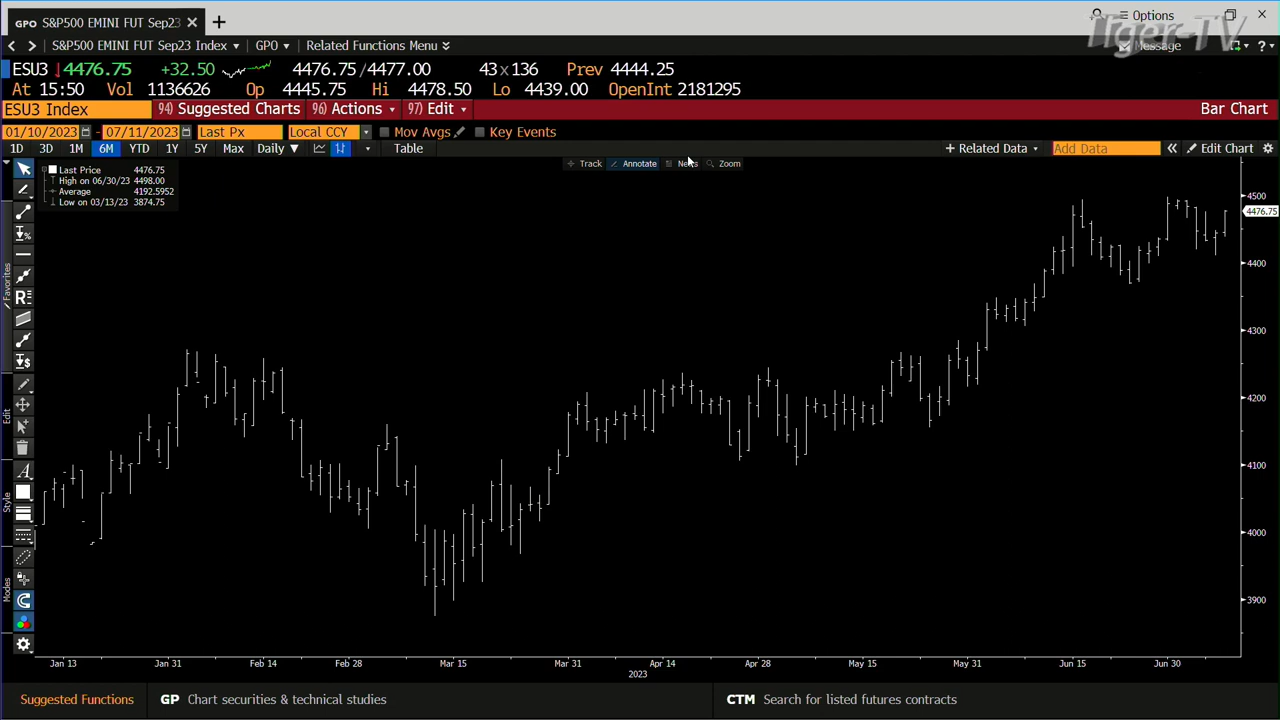 GPO S&P500 EMINI FUT Sep23
Options
Tiger-TV
S&P500 EMINI FUT Sep23 Index GPO Related Functions Menu Message
ESU3 4476.75 +32.50 4476.75/4477.00 43x136 Prev 4444.25
At 15:50 Vol 1136626 Op 4445.75 Hi 4478.50 Lo 4439.00 OpenInt 2181295
ESU3 Index 94) Suggested Charts 96) Actions 97) Edit Bar Chart
01/10/2023 - 07/11/2023 Last Px Local CCY Mov Avgs Key Events
1D 3D 1M 6M YTD 1Y 5Y Max Daily Table + Related Data Add Data Edit Chart
Track Annotate News Zoom
Last Price 4476.75
High on 06/30/23 4498.00
Average 4192.5952
Low on 03/13/23 3874.75
Favorites
Edit
Style
Modes
4500
4476.75
4400
4300
4200
4100
4000
3900
Jan 13 Jan 31 Feb 14 Feb 28 Mar 15 Mar 31 Apr 14 Apr 28 May 15 May 31 Jun 15 Jun 30
2023
Suggested Functions GP Chart securities & technical studies CTM Search for listed futures contracts